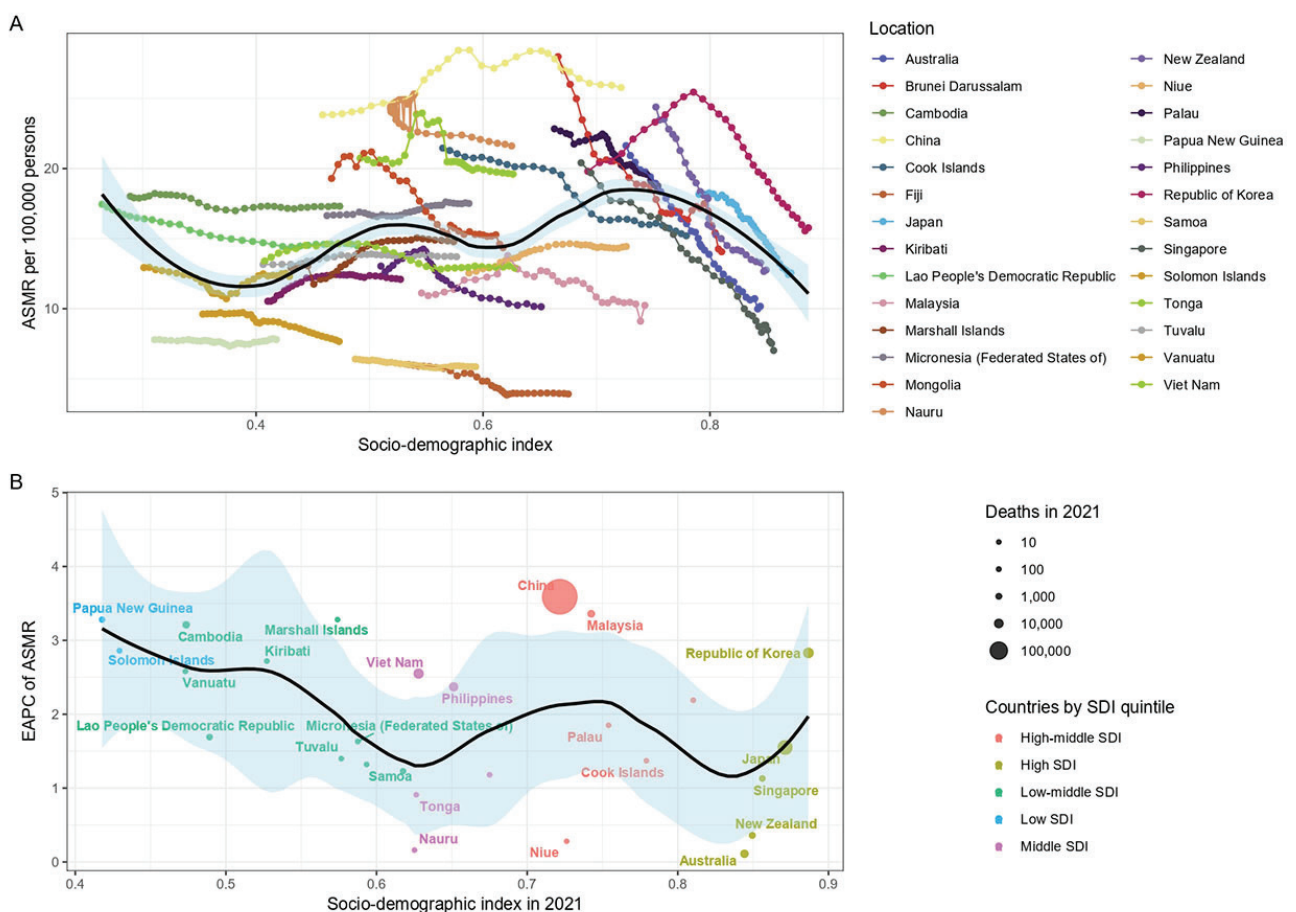 A
ASMR per 100,000 persons
20
10
0.4
0.6
0.8
Socio-demographic index
Location
Australia
Brunei Darussalam
Cambodia
China
Cook Islands
Fiji
Japan
Kiribati
Lao People's Democratic Republic
Malaysia
Marshall Islands
Micronesia (Federated States of)
Mongolia
Nauru
New Zealand
Niue
Palau
Papua New Guinea
Philippines
Republic of Korea
Samoa
Singapore
Solomon Islands
Tonga
Tuvalu
Vanuatu
Viet Nam
B
EAPC of ASMR
5
4
3
2
1
0
China
Papua New Guinea
Malaysia
Cambodia
Marshall Islands
Kiribati
Republic of Korea
Solomon Islands
Viet Nam
Vanuatu
Philippines
Lao People's Democratic Republic
Micronesia (Federated States of)
Tuvalu
Palau
Japan
Samoa
Cook Islands
Singapore
Tonga
New Zealand
Nauru
Niue
Australia
0.4
0.5
0.6
0.7
0.8
0.9
Socio-demographic index in 2021
Deaths in 2021
10
100
1,000
10,000
100,000
Countries by SDI quintile
High-middle SDI
High SDI
Low-middle SDI
Low SDI
Middle SDI